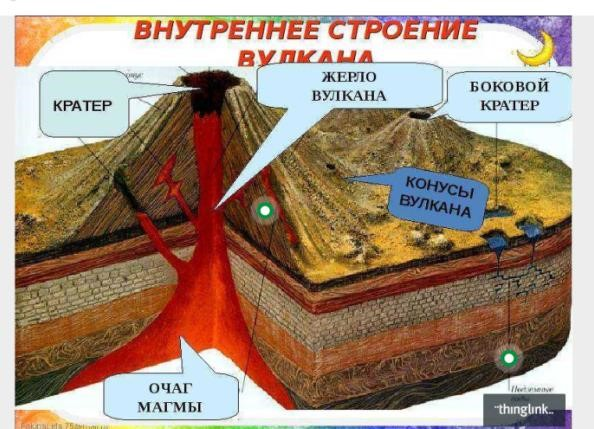 ВНУТРЕННЕЕ СТРОЕНИЕ
ВУЛКАНА
КРАТЕР
ЖЕРЛО
ВУЛКАНА
БОКОВОЙ
КРАТЕР
КОНУСЫ
ВУЛКАНА
ОЧАГ
МАГМЫ
thinglink..